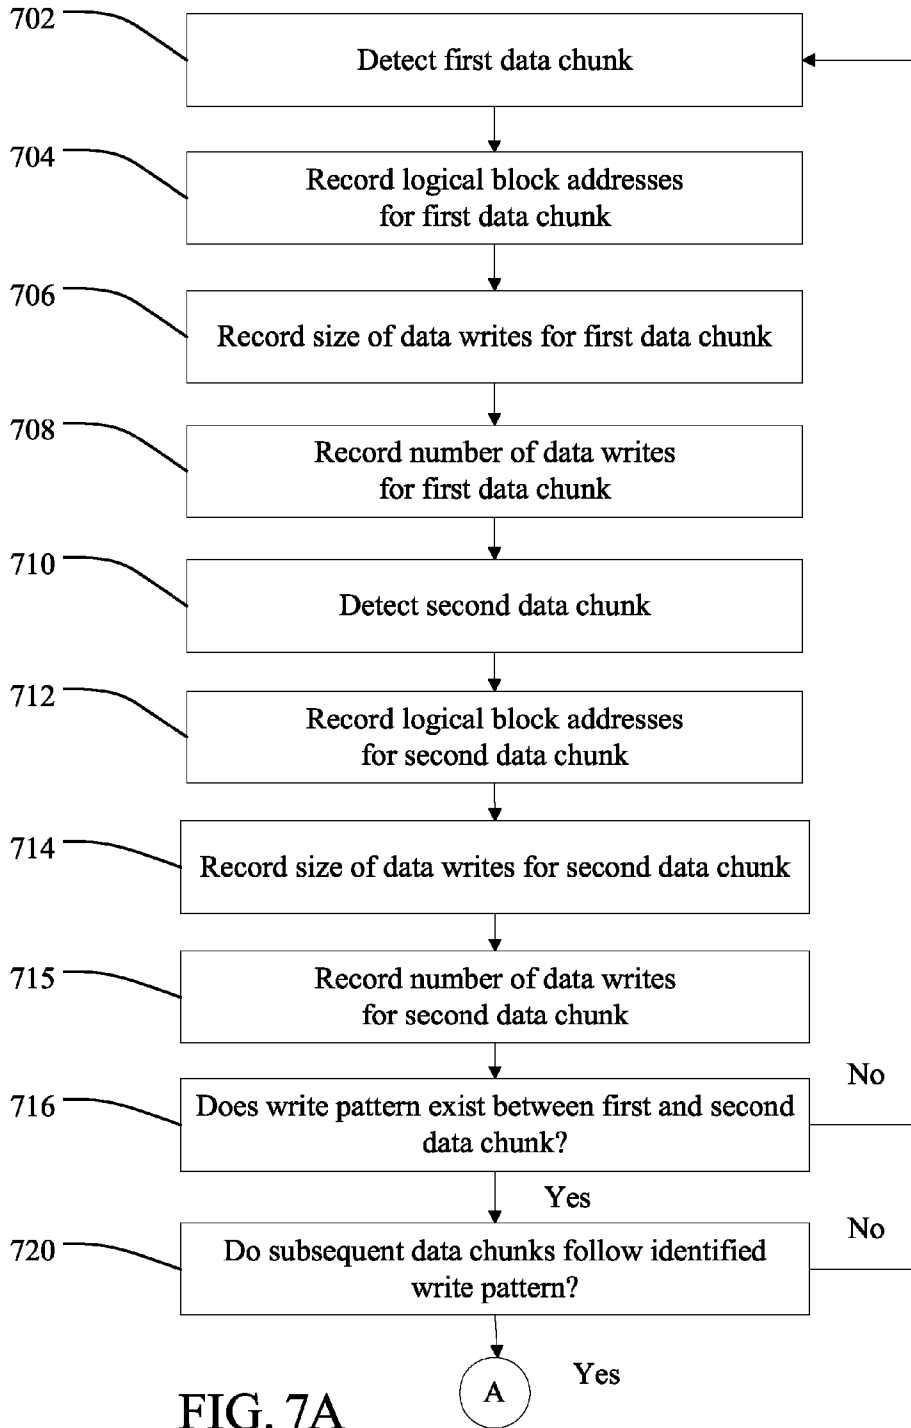 702
Detect first data chunk
704
Record logical block addresses
for first data chunk
706
Record size of data writes for first data chunk
708
Record number of data writes
for first data chunk
710
Detect second data chunk
712
Record logical block addresses
for second data chunk
714
Record size of data writes for second data chunk
715
Record number of data writes
for second data chunk
716
Does write pattern exist between first and second
data chunk?
No
Yes
720
Do subsequent data chunks follow identified
write pattern?
No
Yes
A
FIG. 7A